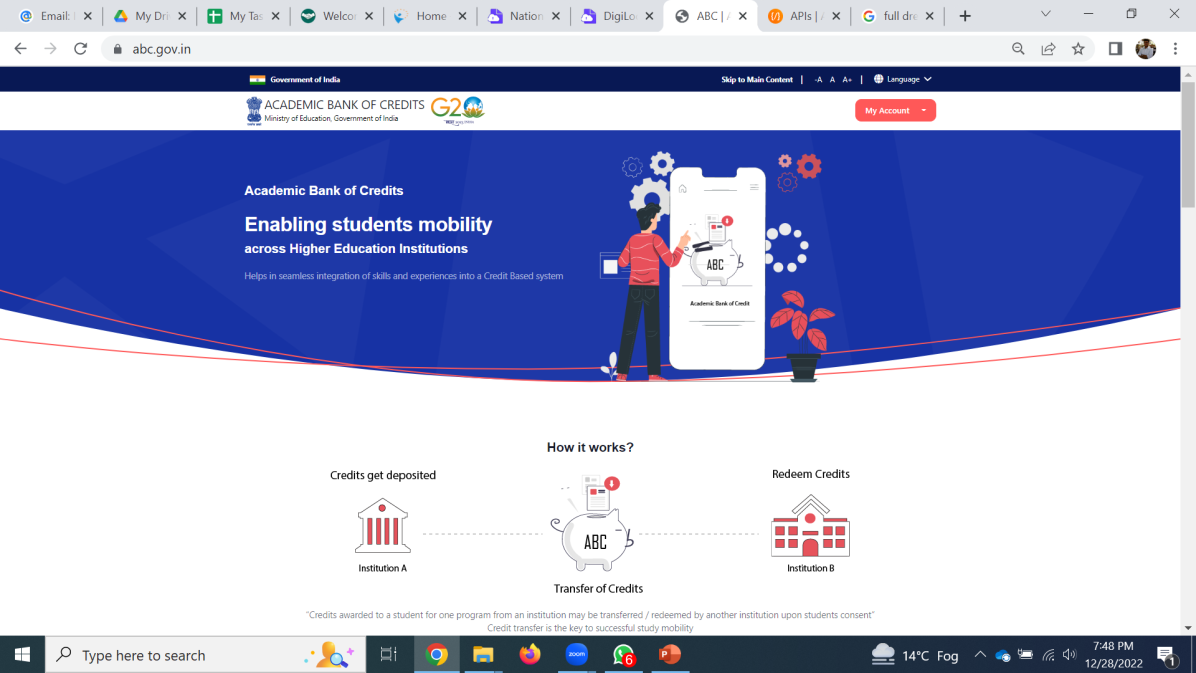 Email:
My Dri
My Tas
Welco
Home
Nation
DigiLo
ABC | /
APIs | /
full dre
abc.gov.in
Government of India
Skip to Main Content | -A A A+ | Language
ACADEMIC BANK OF CREDITS
Ministry of Education, Government of India
G20
My Account
Academic Bank of Credits
Enabling students mobility
across Higher Education Institutions
Helps in seamless integration of skills and experiences into a Credit Based system
ABC
Academic Bank of Credit
How it works?
Credits get deposited
Redeem Credits
ABC
Institution A
Institution B
Transfer of Credits
"Credits awarded to a student for one program from an institution may be transferred / redeemed by another institution upon students consent"
Credit transfer is the key to successful study mobility
Type here to search
zoom
6
14°C Fog
7:48 PM
12/28/2022
1